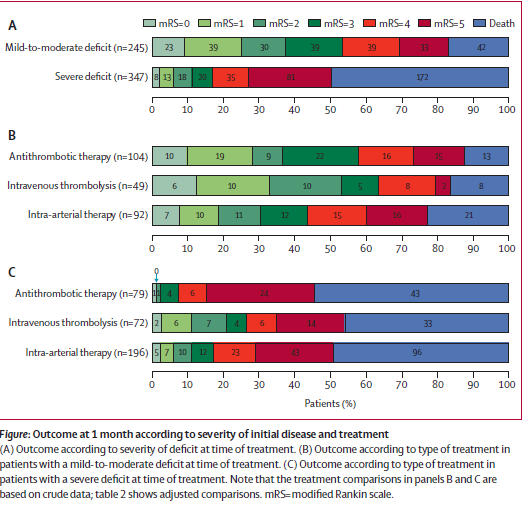 A
mRS=0 mRS=1 mRS=2 mRS=3 mRS=4 mRS=5 Death
Mild-to-moderate deficit (n=245) 23 39 30 39 39 33 42
Severe deficit (n=347) 8 13 18 20 35 81 172
0 10 20 30 40 50 60 70 80 90 100
B
Antithrombotic therapy (n=104) 10 19 9 22 16 15 13
Intravenous thrombolysis (n=49) 6 10 10 5 8 2 8
Intra-arterial therapy (n=92) 7 10 11 12 15 16 21
0 10 20 30 40 50 60 70 80 90 100
C
0
Antithrombotic therapy (n=79) 1 1 4 6 24 43
Intravenous thrombolysis (n=72) 2 6 7 4 6 14 33
Intra-arterial therapy (n=196) 5 7 10 12 23 43 96
0 10 20 30 40 50 60 70 80 90 100
Patients (%)
Figure: Outcome at 1 month according to severity of initial disease and treatment
(A) Outcome according to severity of deficit at time of treatment. (B) Outcome according to type of treatment in
patients with a mild-to-moderate deficit at time of treatment. (C) Outcome according to type of treatment in
patients with a severe deficit at time of treatment. Note that the treatment comparisons in panels B and C are
based on crude data; table 2 shows adjusted comparisons. mRS=modified Rankin scale.